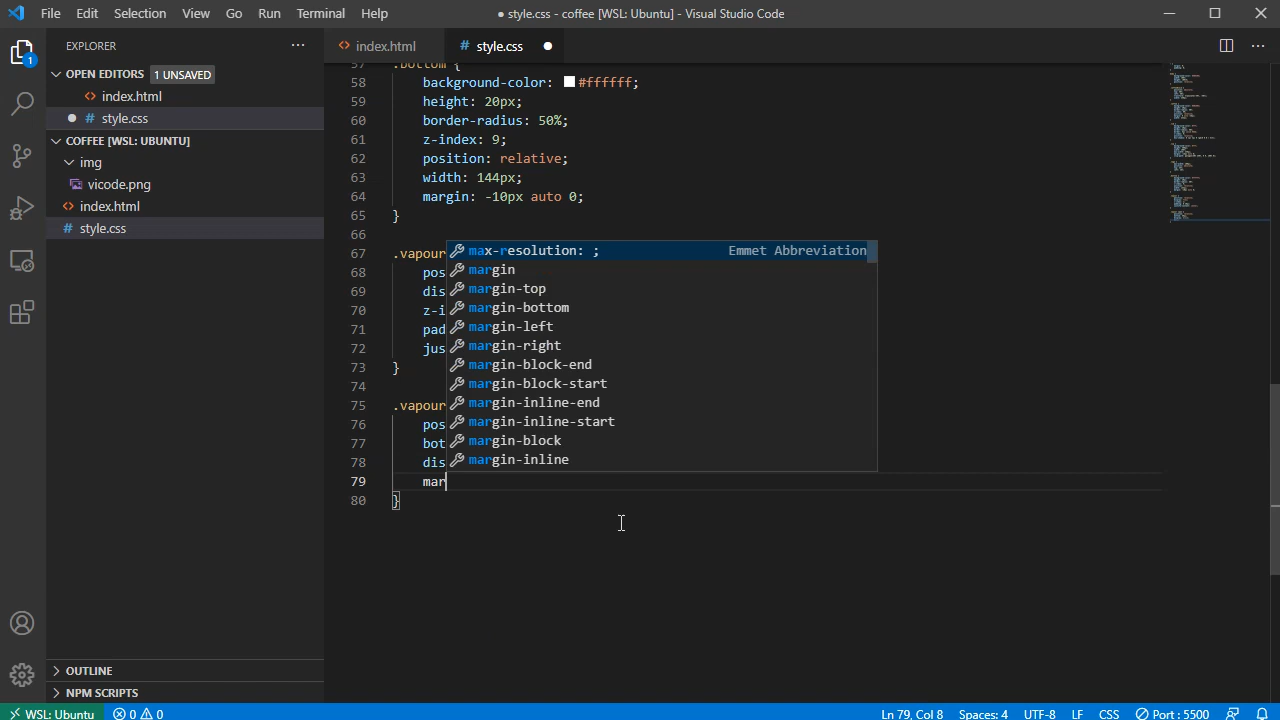 File Edit Selection View Go Run Terminal Help
● style.css - coffee [WSL: Ubuntu] - Visual Studio Code
EXPLORER
1
OPEN EDITORS 1 UNSAVED
index.html
style.css
COFFEE [WSL: UBUNTU]
img
vicode.png
index.html
style.css
OUTLINE
NPM SCRIPTS
index.html # style.css
57 .bottom {
58 background-color: #ffffff;
59 height: 20px;
60 border-radius: 50%;
61 z-index: 9;
62 position: relative;
63 width: 144px;
64 margin: -10px auto 0;
65 }
66
67 .vapour
68 pos
69 dis
70 z-i
71 pad
72 jus
73 }
74
75 .vapour
76 pos
77 bot
78 dis
79 mar
80 }
max-resolution: ; Emmet Abbreviation
margin
margin-top
margin-bottom
margin-left
margin-right
margin-block-end
margin-block-start
margin-inline-end
margin-inline-start
margin-block
margin-inline
WSL: Ubuntu 0 0 Ln 79, Col 8 Spaces: 4 UTF-8 LF CSS Port : 5500